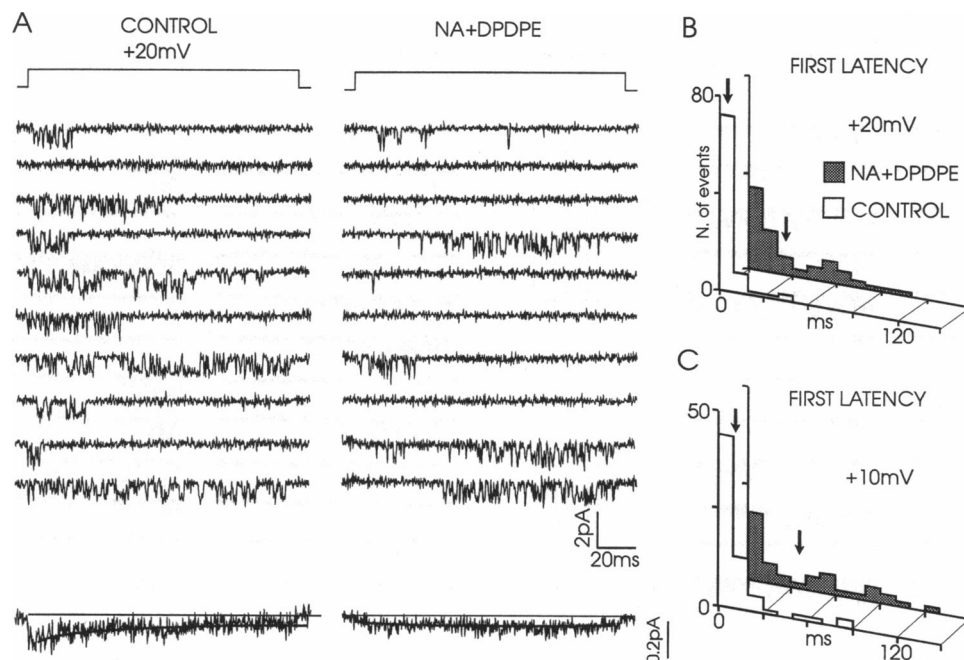 A
CONTROL
+20mV
NA+DPDPE
2pA
20ms
0.2pA
B
FIRST LATENCY
80
+20mV
N. of events
NA+DPDPE
CONTROL
0
ms
120
C
FIRST LATENCY
50
+10mV
0
ms
120